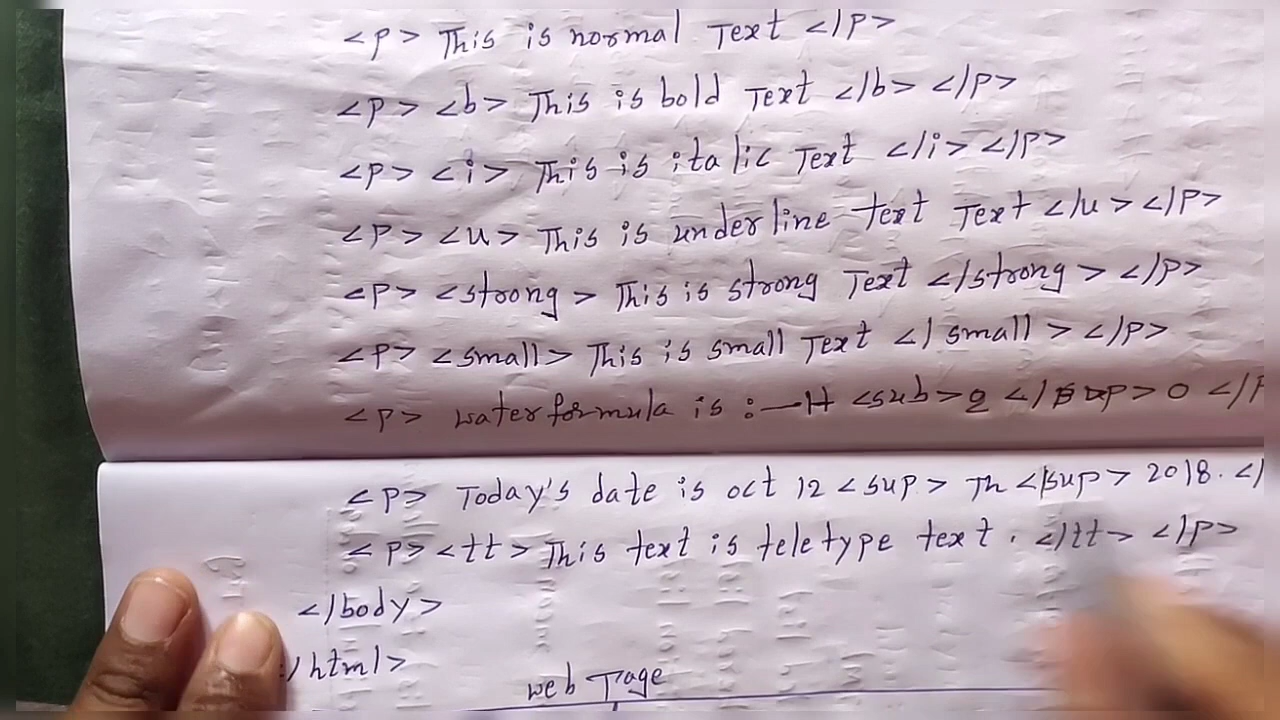 <p> This is normal Text </p>
<p> <b> This is bold Text </b> </p>
<p> <i> This is italic Text </i> </p>
<p> <u> This is underline text Text </u> </p>
<p> <strong> This is strong Text </strong> </p>
<p> <small> This is small Text </small> </p>
<p> water formula is :— H <sub> 2 </ > O </P
<p> Today's date is oct 12 <sup> Th </sup> 2018. </
<p> <tt> This text is teletype text . </tt> </p>
</body>
/html>
web Page